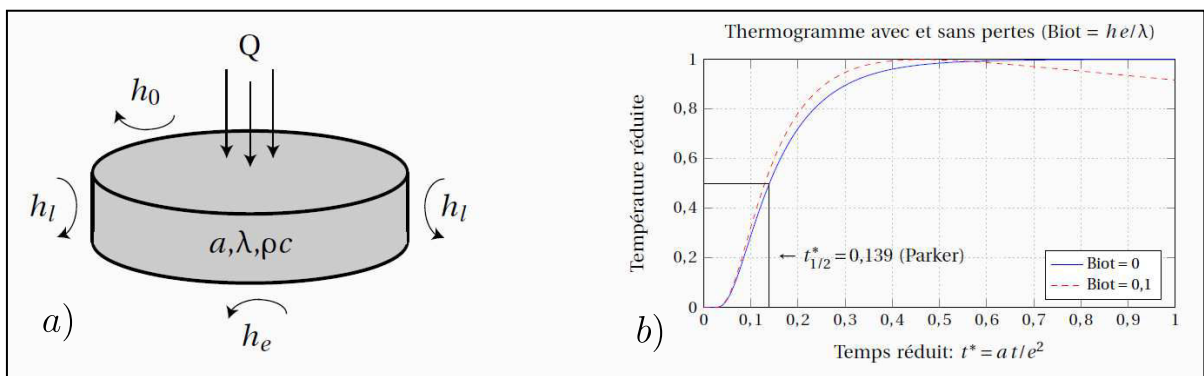 Q
h₀
hₗ
hₗ
a,λ,ρc
hₑ
a)
Thermogramme avec et sans pertes (Biot = he/λ)
Température réduite
1
0,8
0,6
0,4
0,2
0
← t*₁/₂ = 0,139 (Parker)
Biot = 0
Biot = 0,1
0 0,1 0,2 0,3 0,4 0,5 0,6 0,7 0,8 0,9 1
Temps réduit: t* = a t/e²
b)